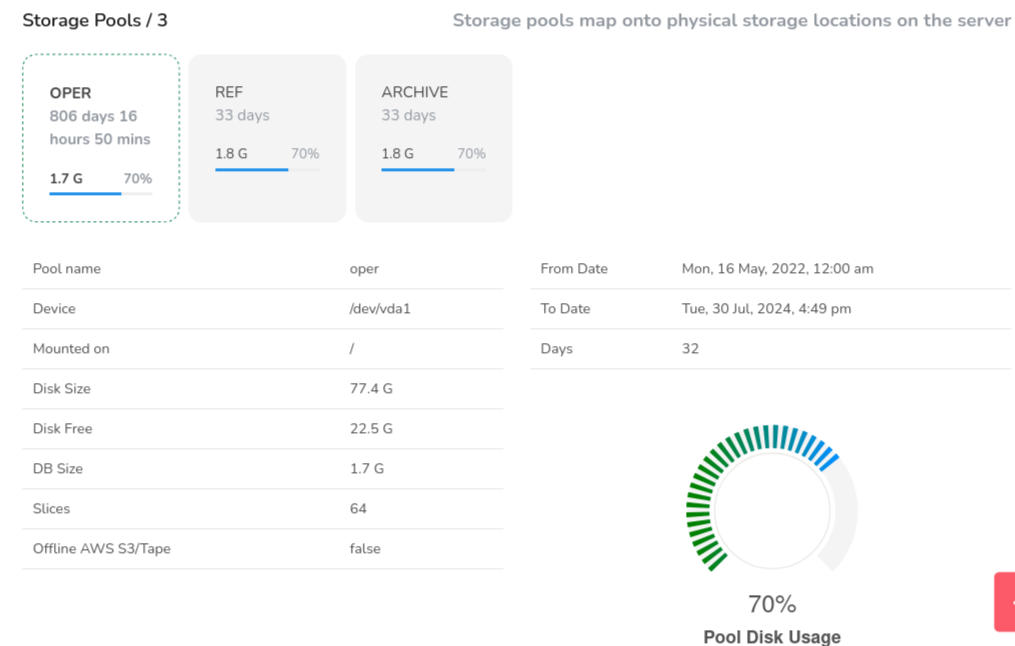 Storage Pools / 3
Storage pools map onto physical storage locations on the server
OPER
806 days 16
hours 50 mins
1.7 G 70%
REF
33 days
1.8 G 70%
ARCHIVE
33 days
1.8 G 70%
Pool name oper
Device /dev/vda1
Mounted on /
Disk Size 77.4 G
Disk Free 22.5 G
DB Size 1.7 G
Slices 64
Offline AWS S3/Tape false
From Date Mon, 16 May, 2022, 12:00 am
To Date Tue, 30 Jul, 2024, 4:49 pm
Days 32
70%
Pool Disk Usage